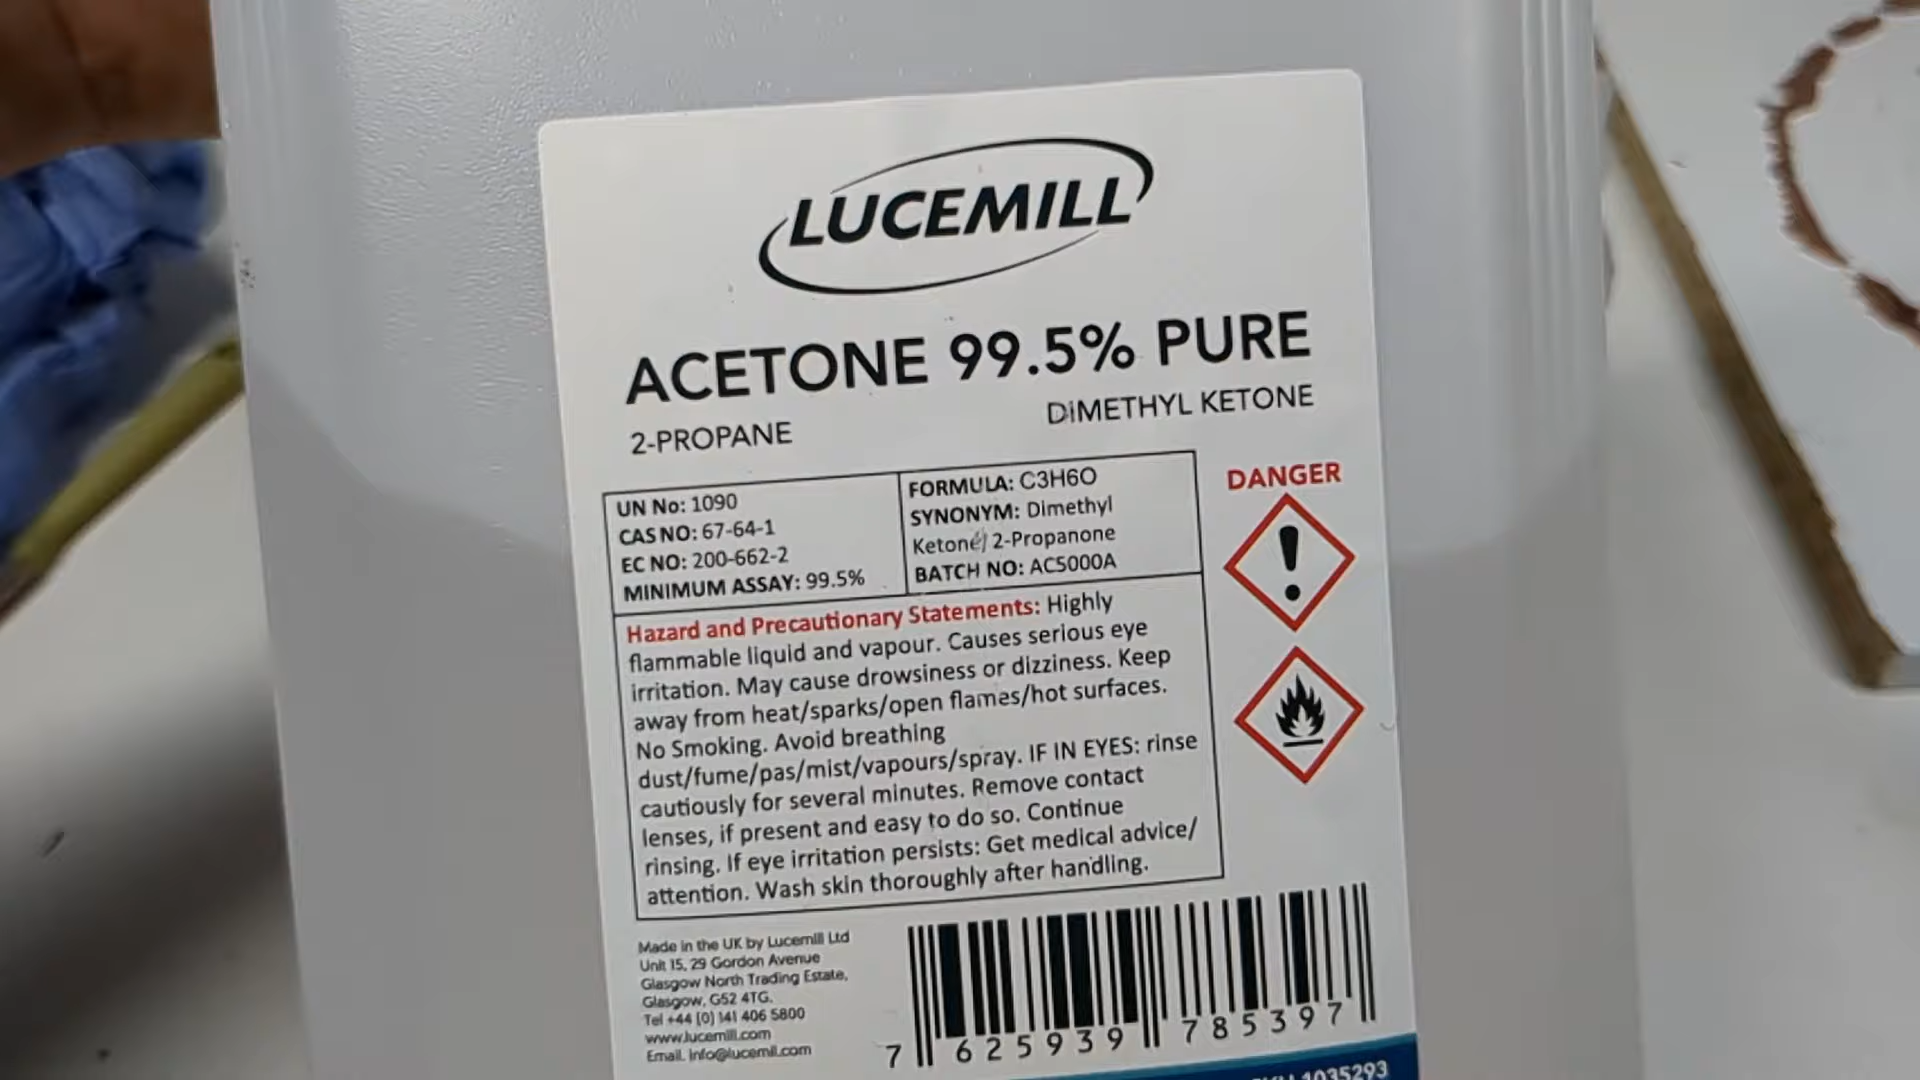 LUCEMILL
ACETONE 99.5% PURE
2-PROPANE
DiMETHYL KETONE
UN No: 1090
CAS NO: 67-64-1
EC NO: 200-662-2
MINIMUM ASSAY: 99.5%
FORMULA: C3H6O
SYNONYM: Dimethyl
Ketone/ 2-Propanone
BATCH NO: AC5000A
DANGER
Hazard and Precautionary Statements: Highly
flammable liquid and vapour. Causes serious eye
irritation. May cause drowsiness or dizziness. Keep
away from heat/sparks/open flames/hot surfaces.
No Smoking. Avoid breathing
dust/fume/pas/mist/vapours/spray. IF IN EYES: rinse
cautiously for several minutes. Remove contact
lenses, if present and easy to do so. Continue
rinsing. If eye irritation persists: Get medical advice/
attention. Wash skin thoroughly after handling.
Made in the UK by Lucemill Ltd
Unit 15, 29 Gordon Avenue
Glasgow North Trading Estate,
Glasgow, G52 4TG.
Tel +44 (0) 141 406 5800
www.lucemill.com
Email. info@lucemil.com
7 625939 785397
1035293